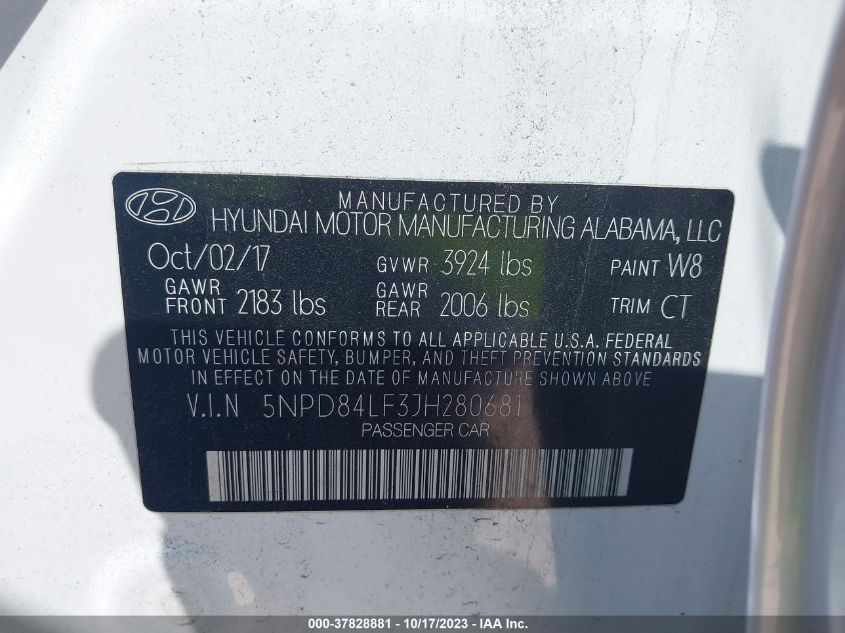 MANUFACTURED BY
HYUNDAI MOTOR MANUFACTURING ALABAMA, LLC
Oct/02/17 GVWR 3924 lbs PAINT W8
GAWR FRONT 2183 lbs GAWR REAR 2006 lbs TRIM CT
THIS VEHICLE CONFORMS TO ALL APPLICABLE U.S.A. FEDERAL
MOTOR VEHICLE SAFETY, BUMPER, AND THEFT PREVENTION STANDARDS
IN EFFECT ON THE DATE OF MANUFACTURE SHOWN ABOVE
V.I.N 5NPD84LF3JH280681
PASSENGER CAR
000-37828881 - 10/17/2023 - IAA Inc.